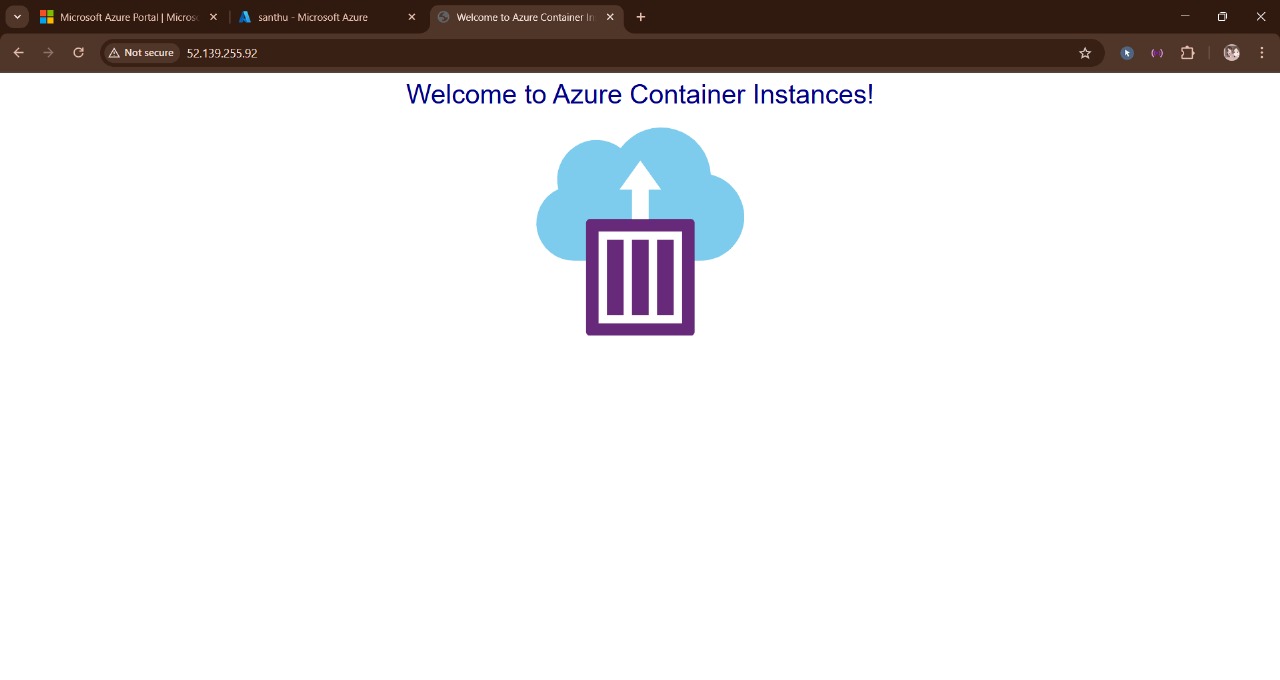 Microsoft Azure Portal | Micros
santhu - Microsoft Azure
Welcome to Azure Container In
Not secure
52.139.255.92
Welcome to Azure Container Instances!